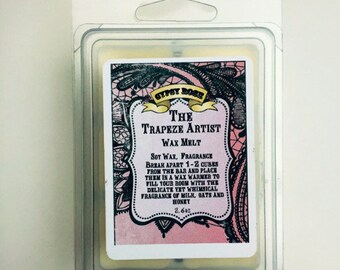 GYPSY ROSE
THE
TRAPEZE ARTIST
WAX MELT
SOY WAX, FRAGRANCE
BREAK APART 1-2 CUBES
FROM THE BAR AND PLACE
THEM IN A WAX WARMER TO
FILL YOUR ROOM WITH THE
DELICATE YET WHIMSICAL
FRAGRANCE OF MILK, OATS AND
HONEY
2.6OZ